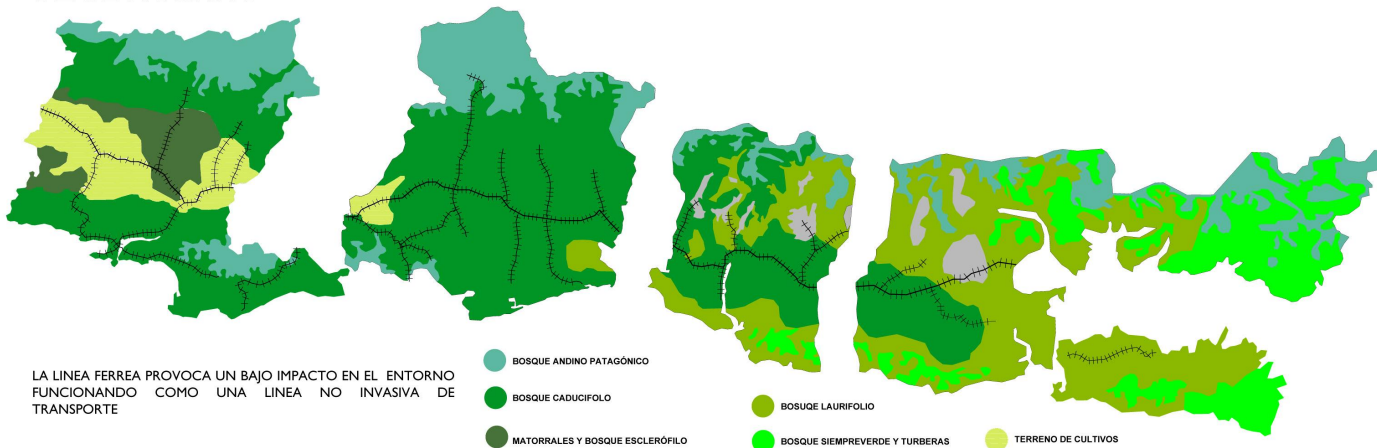 LA LINEA FERREA PROVOCA UN BAJO IMPACTO EN EL ENTORNO
FUNCIONANDO COMO UNA LINEA NO INVASIVA DE
TRANSPORTE
BOSQUE ANDINO PATAGÓNICO
BOSQUE CADUCIFOLO
MATORRALES Y BOSQUE ESCLERÓFILO
BOSUQE LAURIFOLIO
BOSQUE SIEMPREVERDE Y TURBERAS
TERRENO DE CULTIVOS